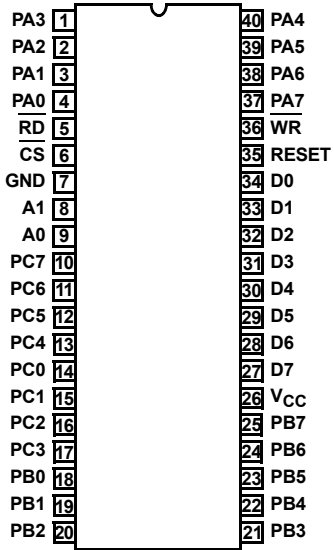 PA3 1 40 PA4
PA2 2 39 PA5
PA1 3 38 PA6
PA0 4 37 PA7
RD 5 36 WR
CS 6 35 RESET
GND 7 34 D0
A1 8 33 D1
A0 9 32 D2
PC7 10 31 D3
PC6 11 30 D4
PC5 12 29 D5
PC4 13 28 D6
PC0 14 27 D7
PC1 15 26 VCC
PC2 16 25 PB7
PC3 17 24 PB6
PB0 18 23 PB5
PB1 19 22 PB4
PB2 20 21 PB3